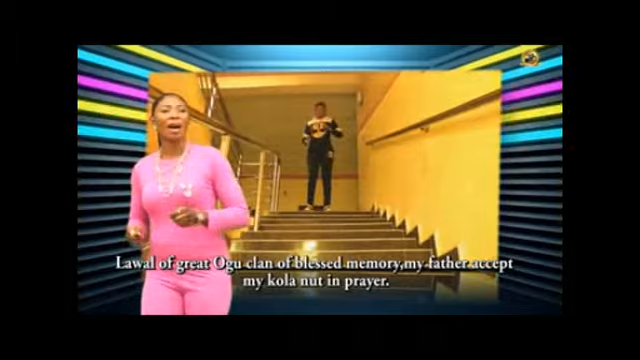 Lawal of great Ogu clan of blessed memory,my father accept
my kola nut in prayer.